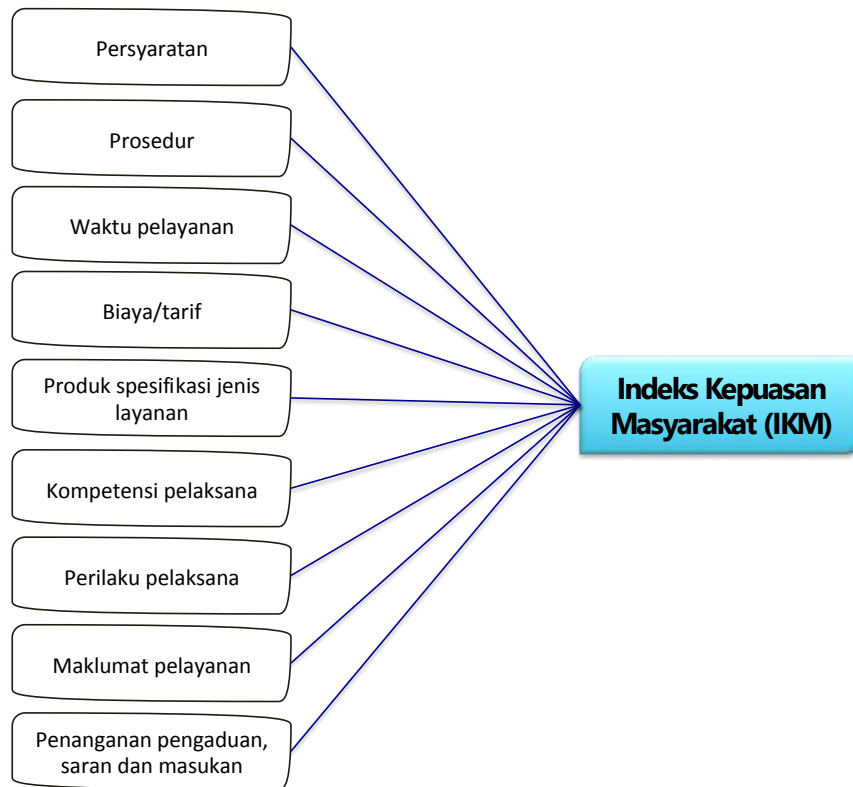 Persyaratan
Prosedur
Waktu pelayanan
Biaya/tarif
Produk spesifikasi jenis
layanan
Kompetensi pelaksana
Perilaku pelaksana
Maklumat pelayanan
Penanganan pengaduan,
saran dan masukan
Indeks Kepuasan
Masyarakat (IKM)